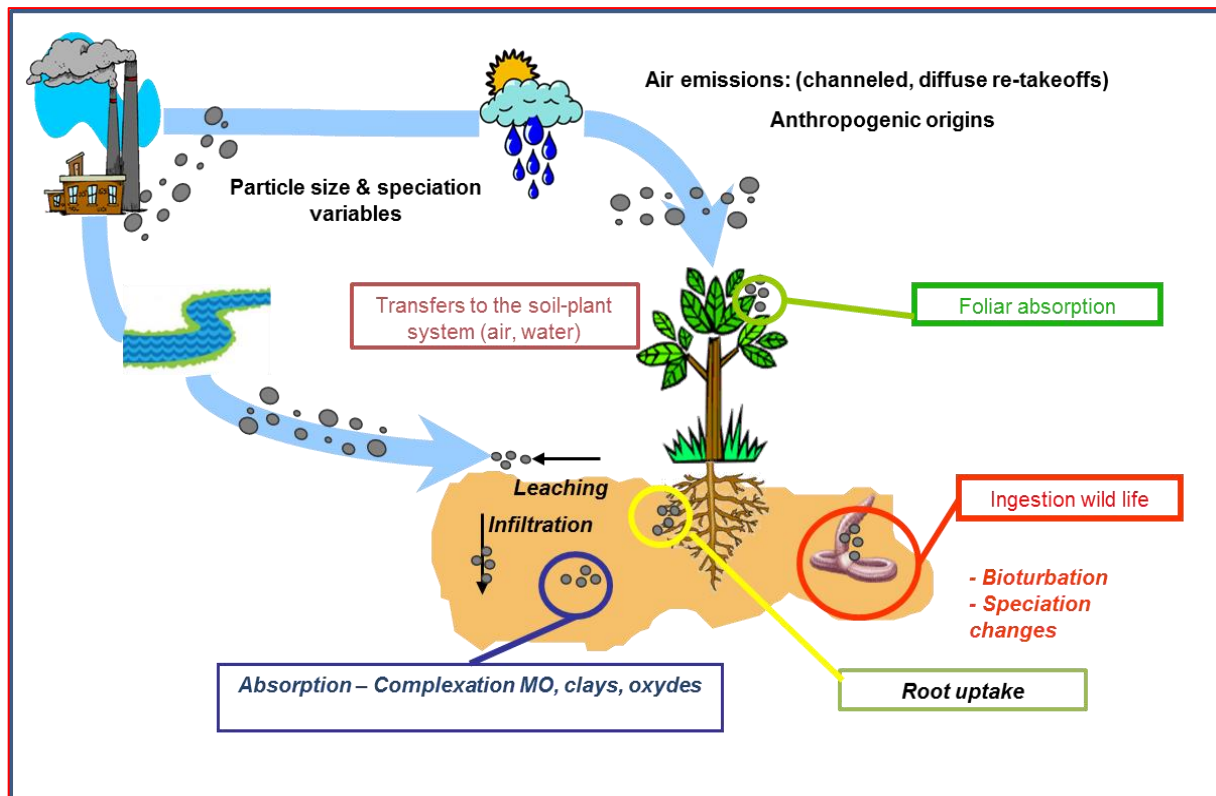 Air emissions: (channeled, diffuse re-takeoffs)
Anthropogenic origins
Particle size & speciation
variables
Transfers to the soil-plant
system (air, water)
Foliar absorption
Leaching
Infiltration
Ingestion wild life
- Bioturbation
- Speciation
changes
Absorption – Complexation MO, clays, oxydes
Root uptake